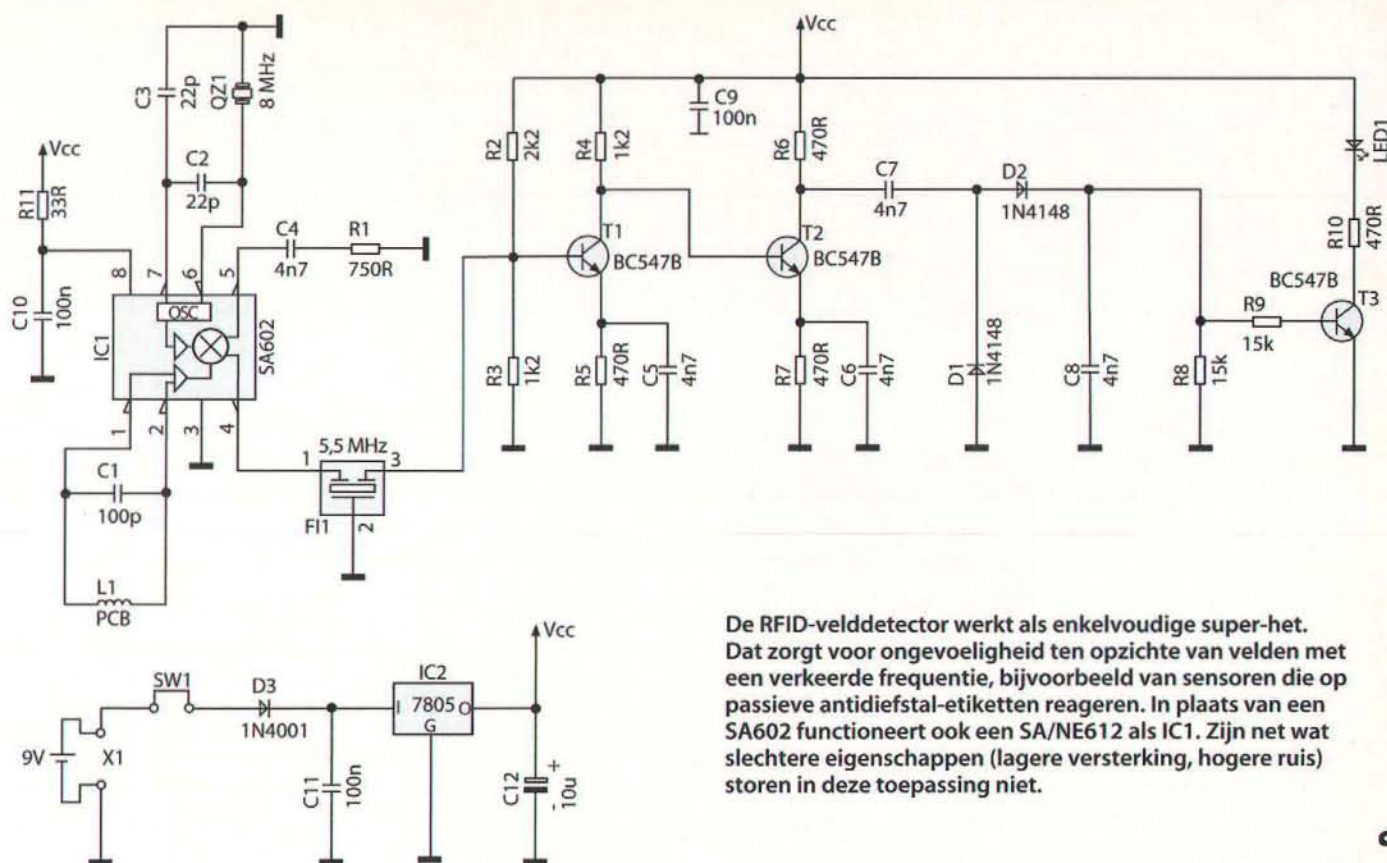 Vcc
C3
22p
QZ1
8 MHz
C2
22p
Vcc
R11
33R
C10
100n
C4
4n7
R1
750R
8
7
6
5
OSC
IC1
SA602
1
2
3
4
C1
100p
L1
PCB
5,5 MHz
1
3
FI1
2
R2
2k2
R4
1k2
C9
100n
R6
470R
C7
4n7
D2
1N4148
LED1
T1
BC547B
T2
BC547B
R10
470R
BC547B
T3
R9
15k
R3
1k2
R5
470R
C5
4n7
R7
470R
C6
4n7
D1
1N4148
C8
4n7
R8
15k
9V
X1
SW1
D3
1N4001
C11
100n
IC2
I 7805 O
G
Vcc
C12
+
-
10u
De RFID-velddetector werkt als enkelvoudige super-het.
Dat zorgt voor ongevoeligheid ten opzichte van velden met
een verkeerde frequentie, bijvoorbeeld van sensoren die op
passieve antidiefstal-etiketten reageren. In plaats van een
SA602 functioneert ook een SA/NE612 als IC1. Zijn net wat
slechtere eigenschappen (lagere versterking, hogere ruis)
storen in deze toepassing niet.